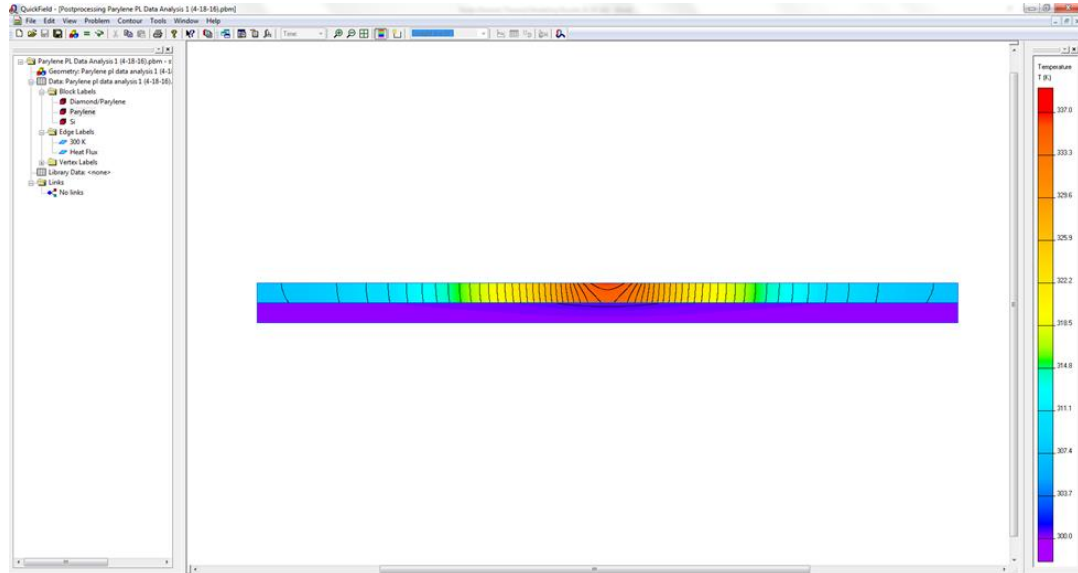 QuickField - [Postprocessing Parylene PL Data Analysis 1 (4-18-16).pbm]
File Edit View Problem Contour Tools Window Help
Time:
Parylene PL Data Analysis 1 (4-18-16).pbm - s
Geometry: Parylene pl data analysis 1 (4-1
Data: Parylene pl data analysis 1 (4-18-16).
Block Labels
Diamond/Parylene
Parylene
Si
Edge Labels
300 K
Heat Flux
Vertex Labels
Library Data: <none>
Links
No links
Temperature
T (K)
337.0
333.3
329.6
325.9
322.2
318.5
314.8
311.1
307.4
303.7
300.0